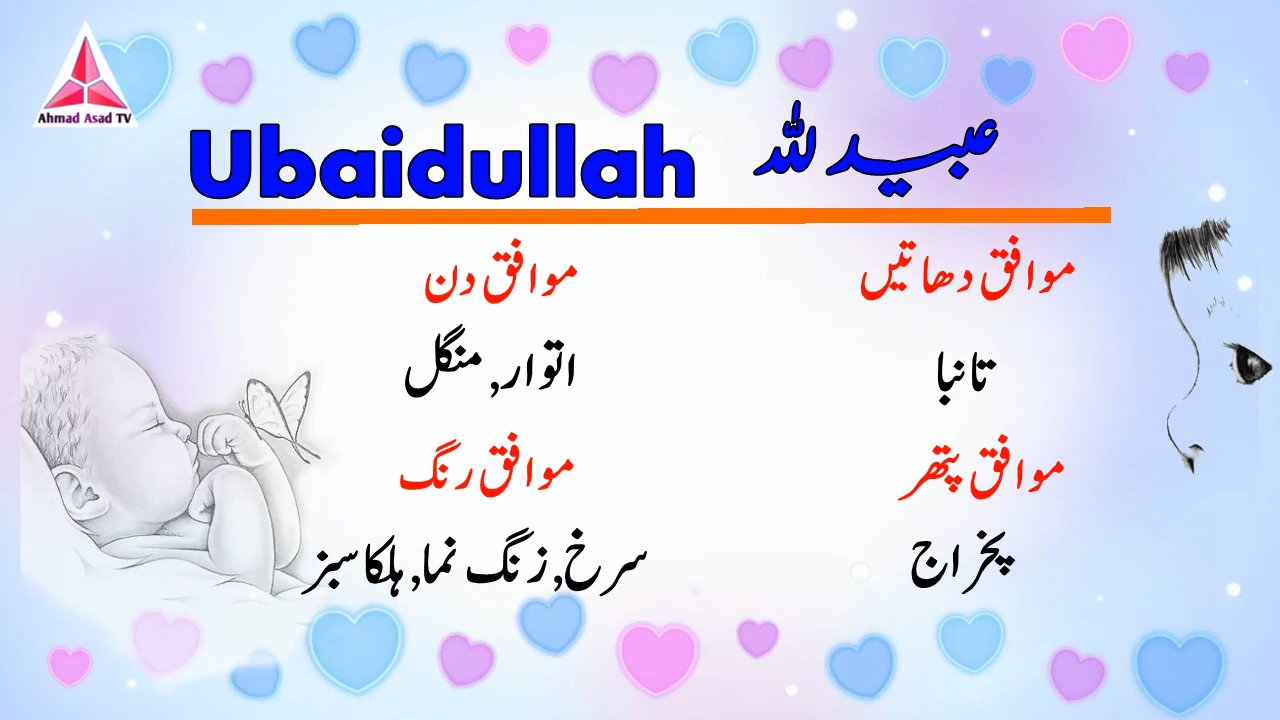 Ahmad Asad TV
Ubaidullah عبید للہ
موافق دھاتیں موافق دن
تانبا اتوار, منگل
موافق پتھر موافق رنگ
پخراج سرخ, زنگ نما, ہلکا سبز